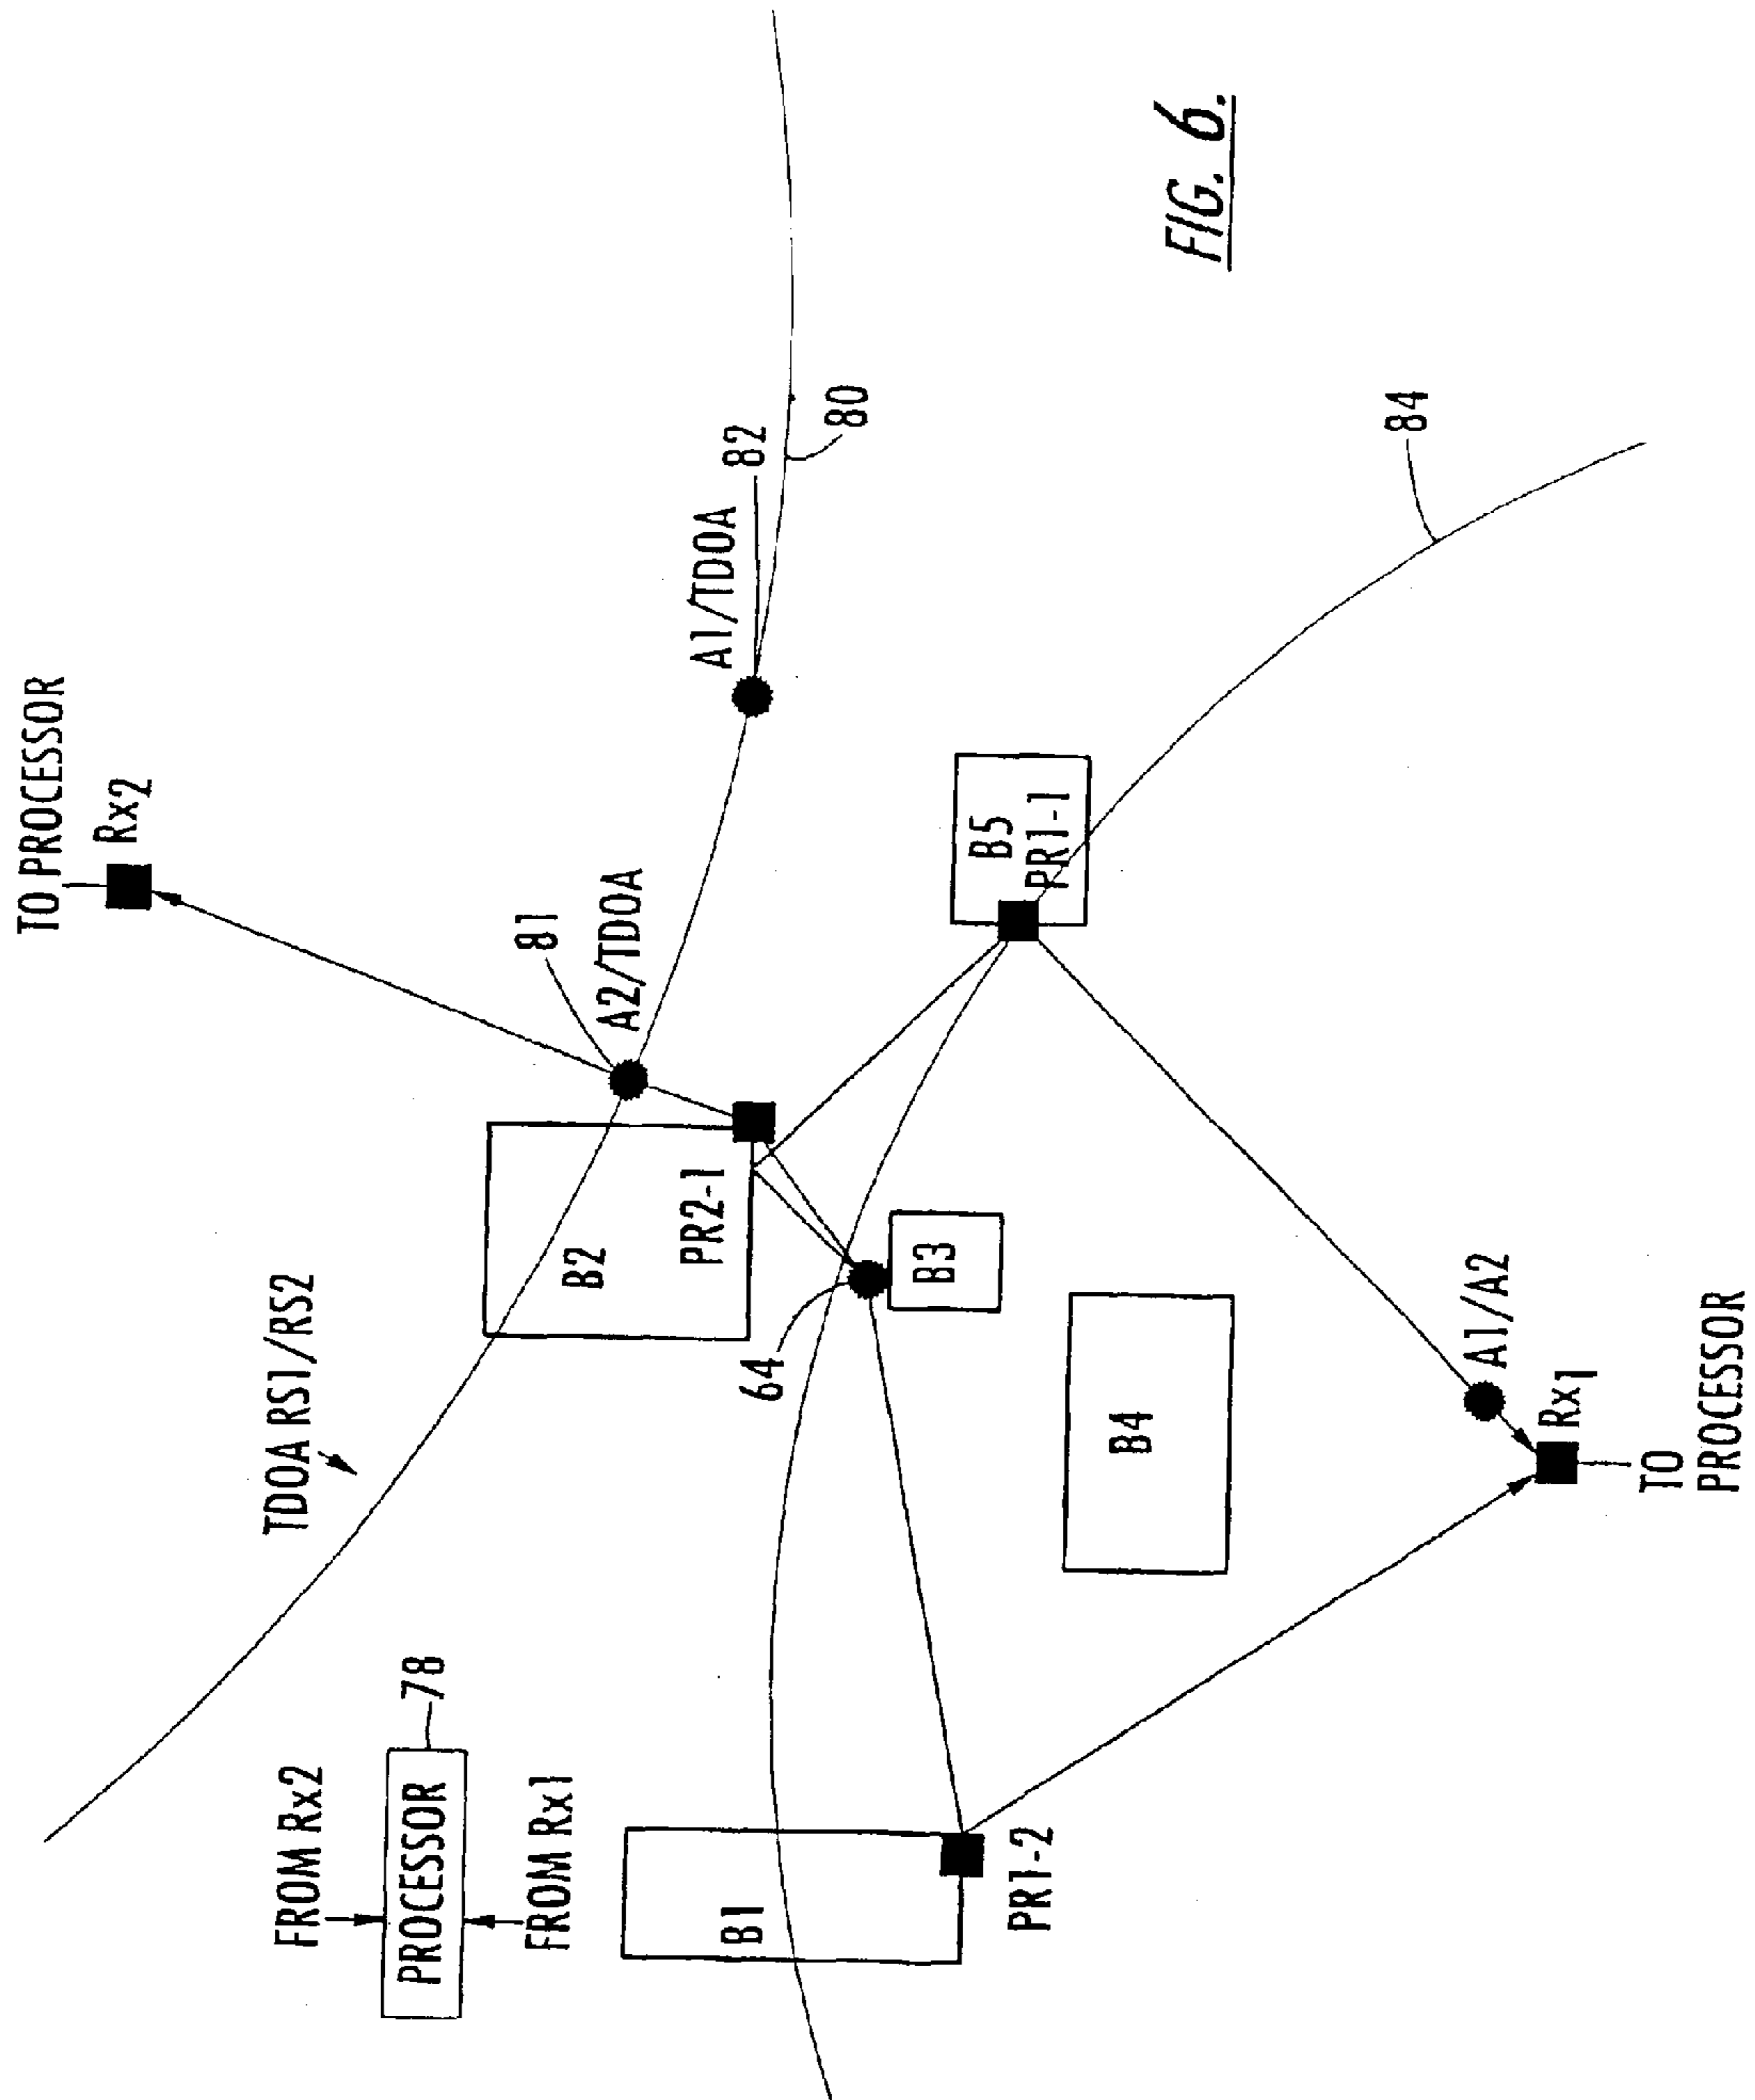 FROM Rx2
PROCESSOR
78
FROM Rx1
TDOA RS1/RS2
TO PROCESSOR
Rx2
81
A2/TDOA
A1/TDOA
82
80
B1
PR1-2
B2
PR2-1
64
B3
B4
B5
PR1-1
84
A1/A2
Rx1
TO
PROCESSOR
FIG. 6.